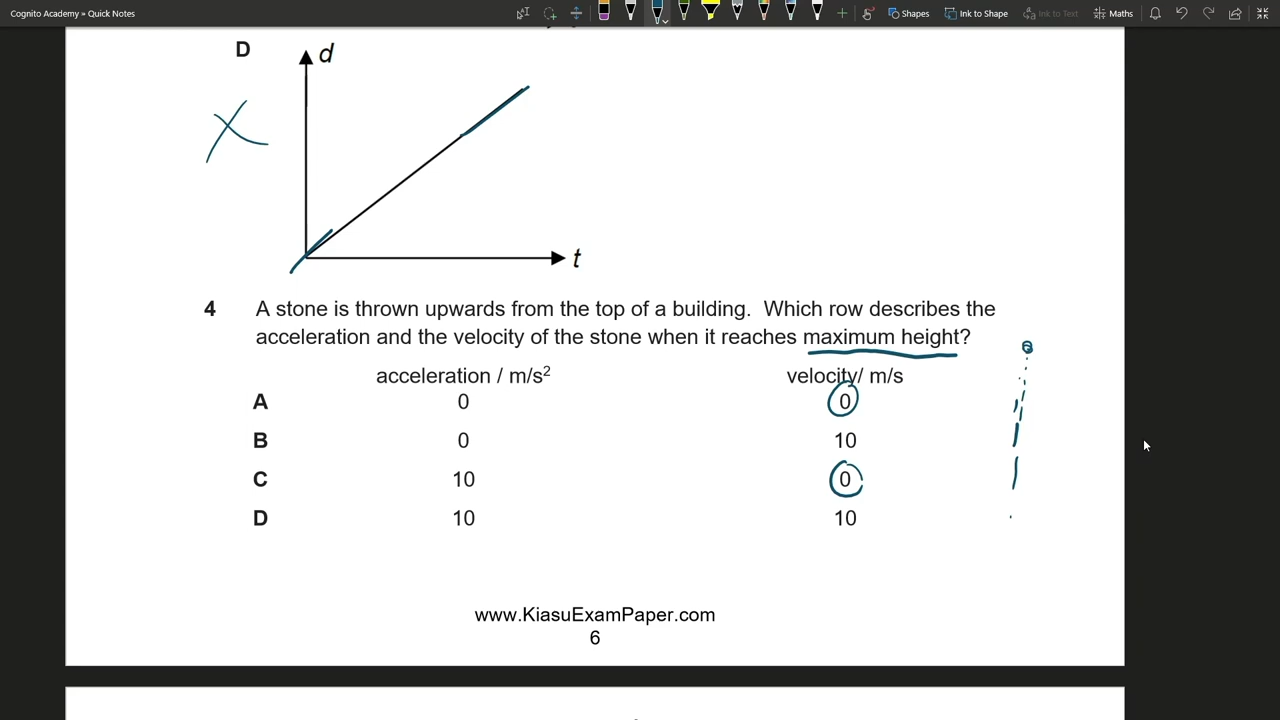 Cognito Academy » Quick Notes
Shapes Ink to Shape Ink to Text Maths
D d
t
4 A stone is thrown upwards from the top of a building. Which row describes the
acceleration and the velocity of the stone when it reaches maximum height?
acceleration / m/s² velocity/ m/s
A 0 0
B 0 10
C 10 0
D 10 10
www.KiasuExamPaper.com
6